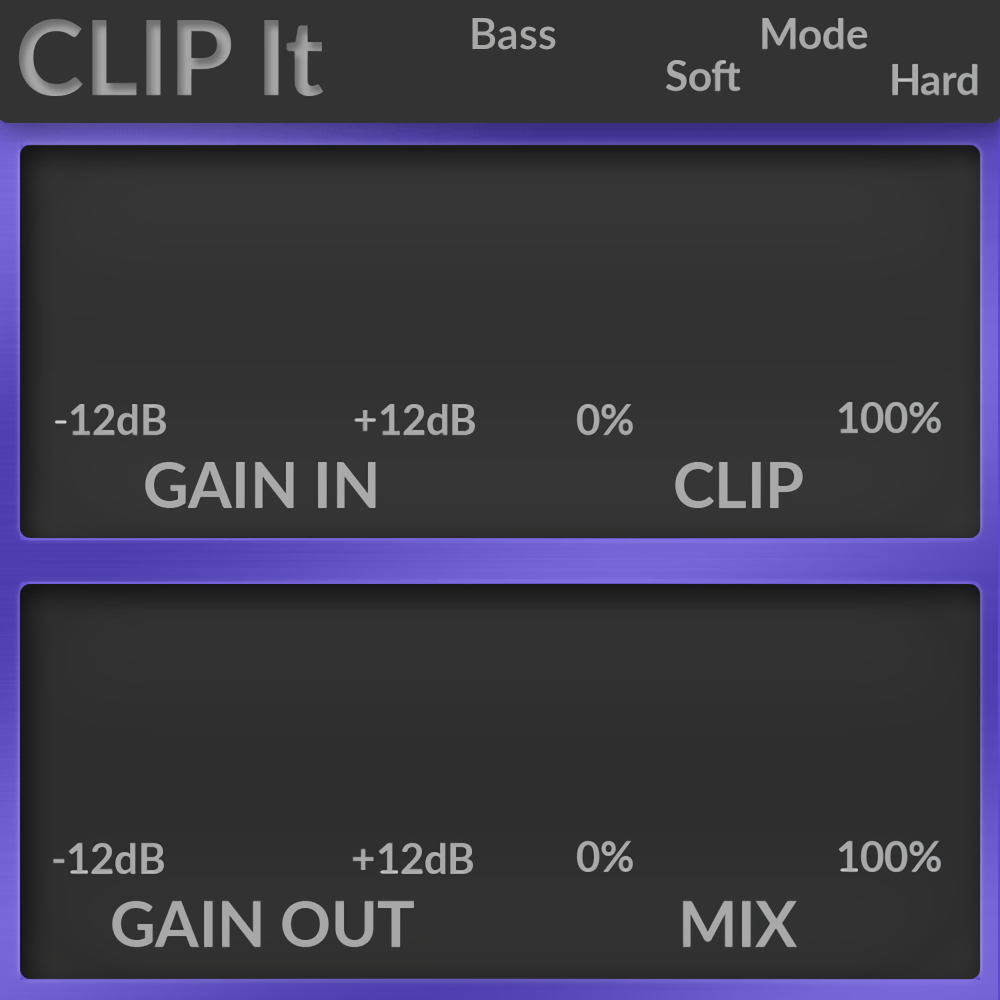 CLIP It
Bass
Mode
Soft
Hard
-12dB +12dB 0% 100%
GAIN IN CLIP
-12dB +12dB 0% 100%
GAIN OUT MIX